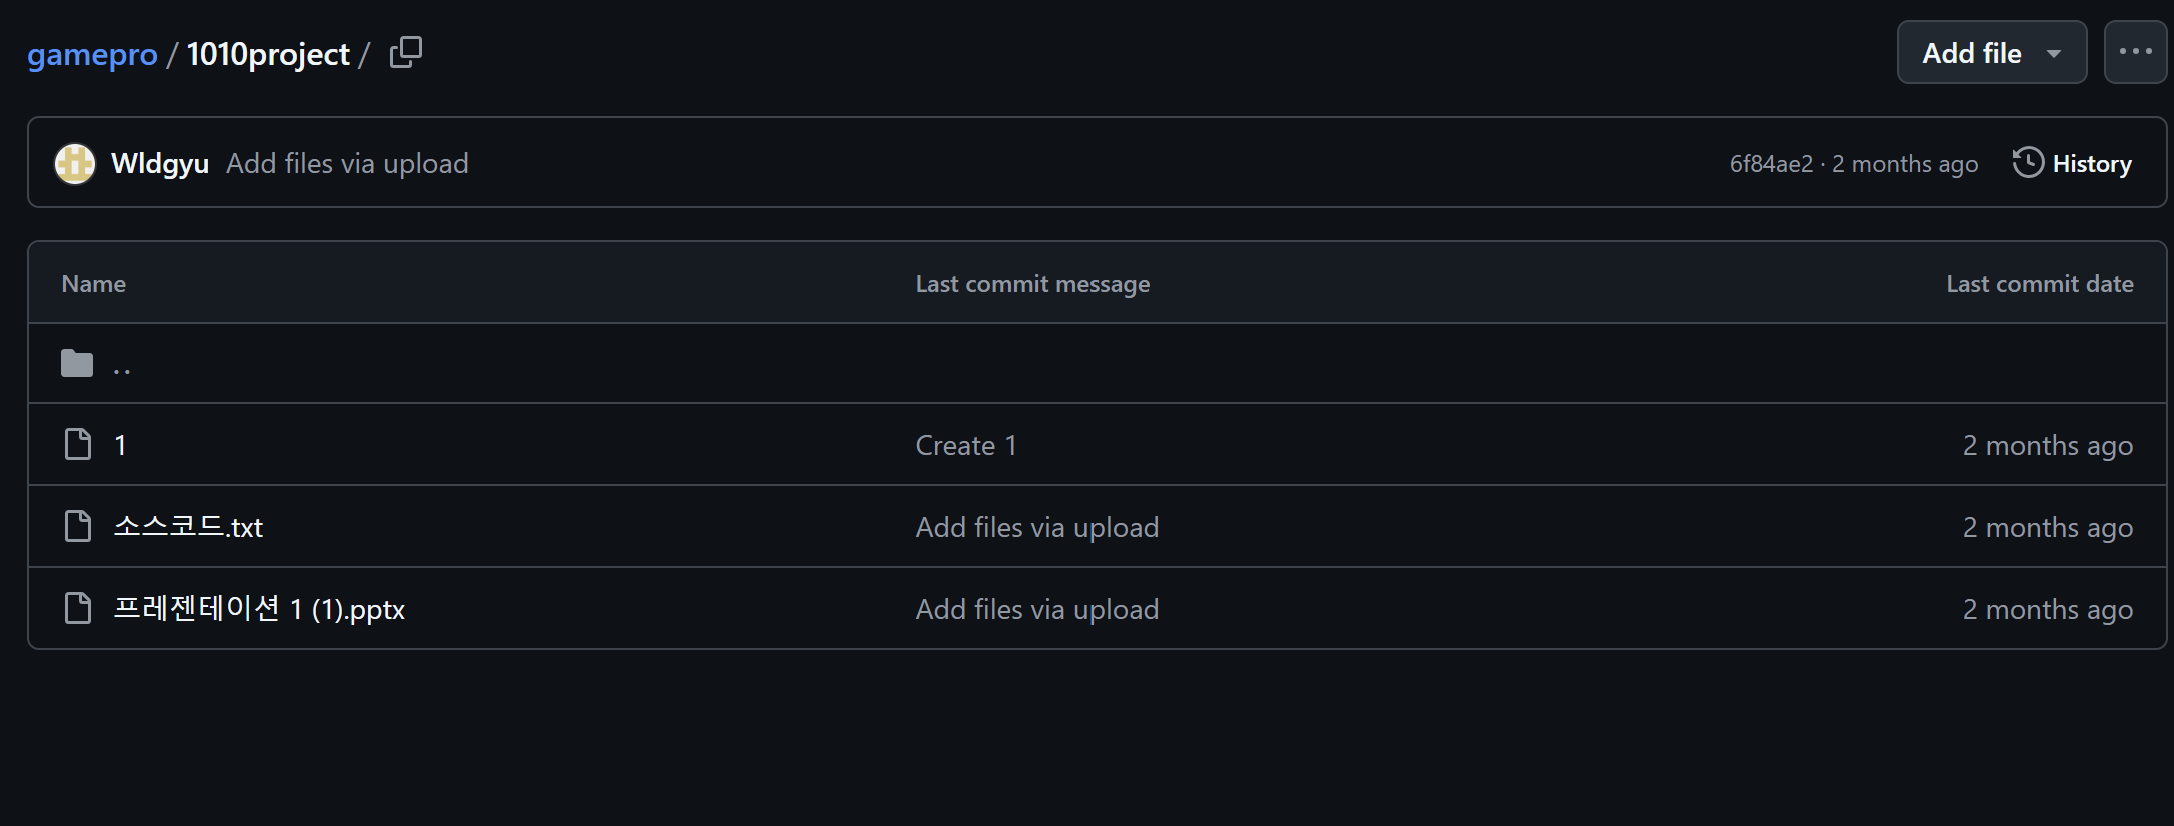 gamepro / 1010project /
Add file
Wldgyu Add files via upload
6f84ae2 · 2 months ago
History
Name Last commit message Last commit date
..
1 Create 1 2 months ago
소스코드.txt Add files via upload 2 months ago
프레젠테이션 1 (1).pptx Add files via upload 2 months ago